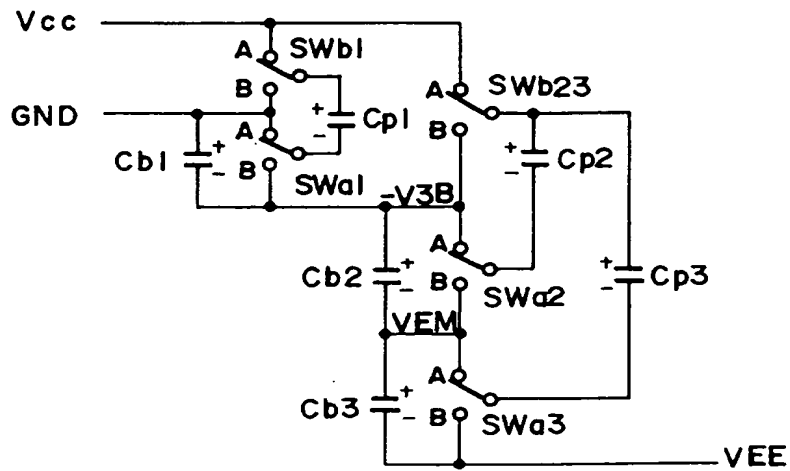 Vcc
A
SWb1
B
+
-
Cp1
A
SWb23
B
GND
A
+
-
Cb1
B
SWa1
+
-
Cp2
-V3B
A
+
-
Cb2
B
SWa2
+
-
Cp3
VEM
A
+
-
Cb3
B
SWa3
VEE